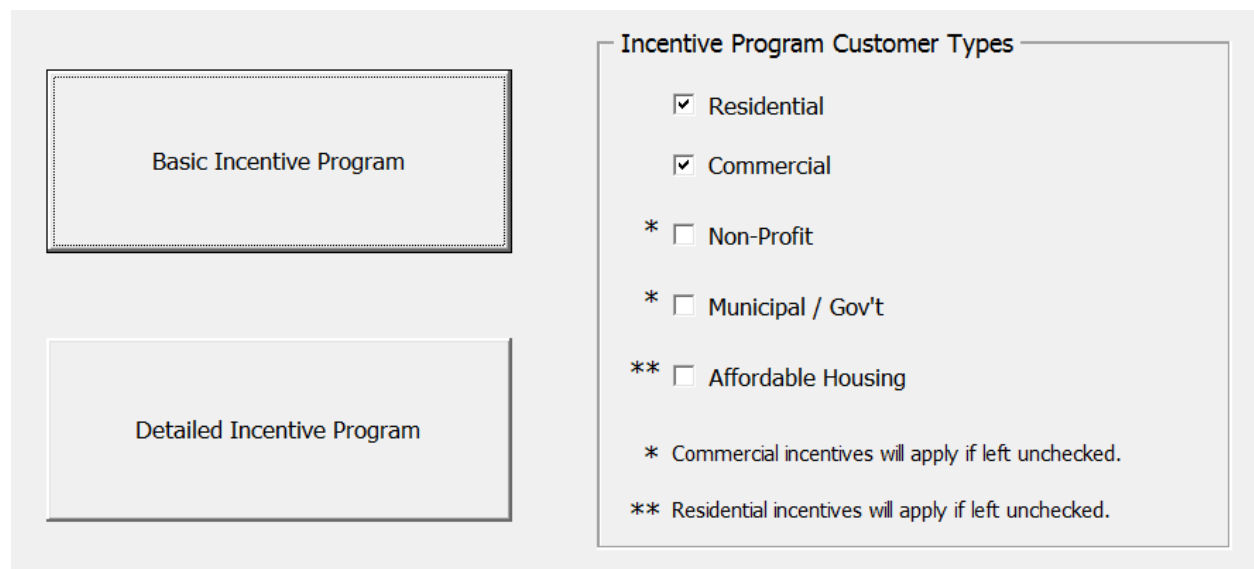 Basic Incentive Program
Detailed Incentive Program
Incentive Program Customer Types
Residential
Commercial
* Non-Profit
* Municipal / Gov't
** Affordable Housing
* Commercial incentives will apply if left unchecked.
** Residential incentives will apply if left unchecked.